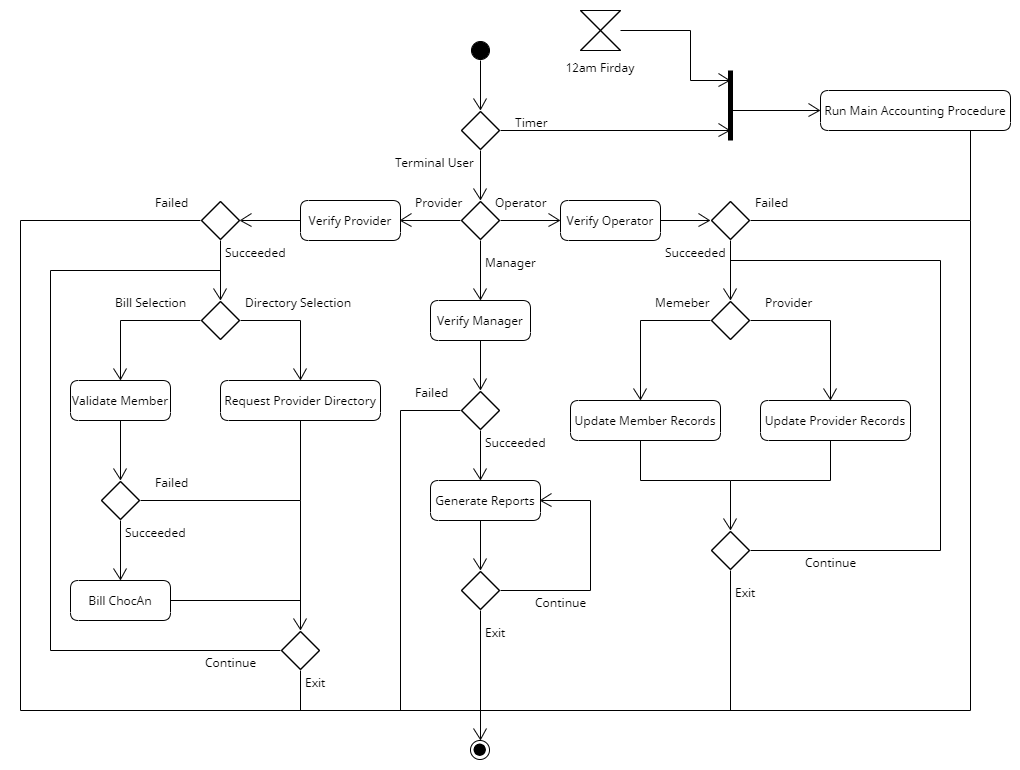 12am Firday
Run Main Accounting Procedure
Timer
Terminal User
Failed
Provider
Operator
Failed
Verify Provider
Verify Operator
Succeeded
Manager
Succeeded
Bill Selection
Directory Selection
Memeber
Provider
Verify Manager
Validate Member
Request Provider Directory
Failed
Update Member Records
Update Provider Records
Succeeded
Failed
Generate Reports
Succeeded
Continue
Bill ChocAn
Continue
Exit
Exit
Continue
Exit